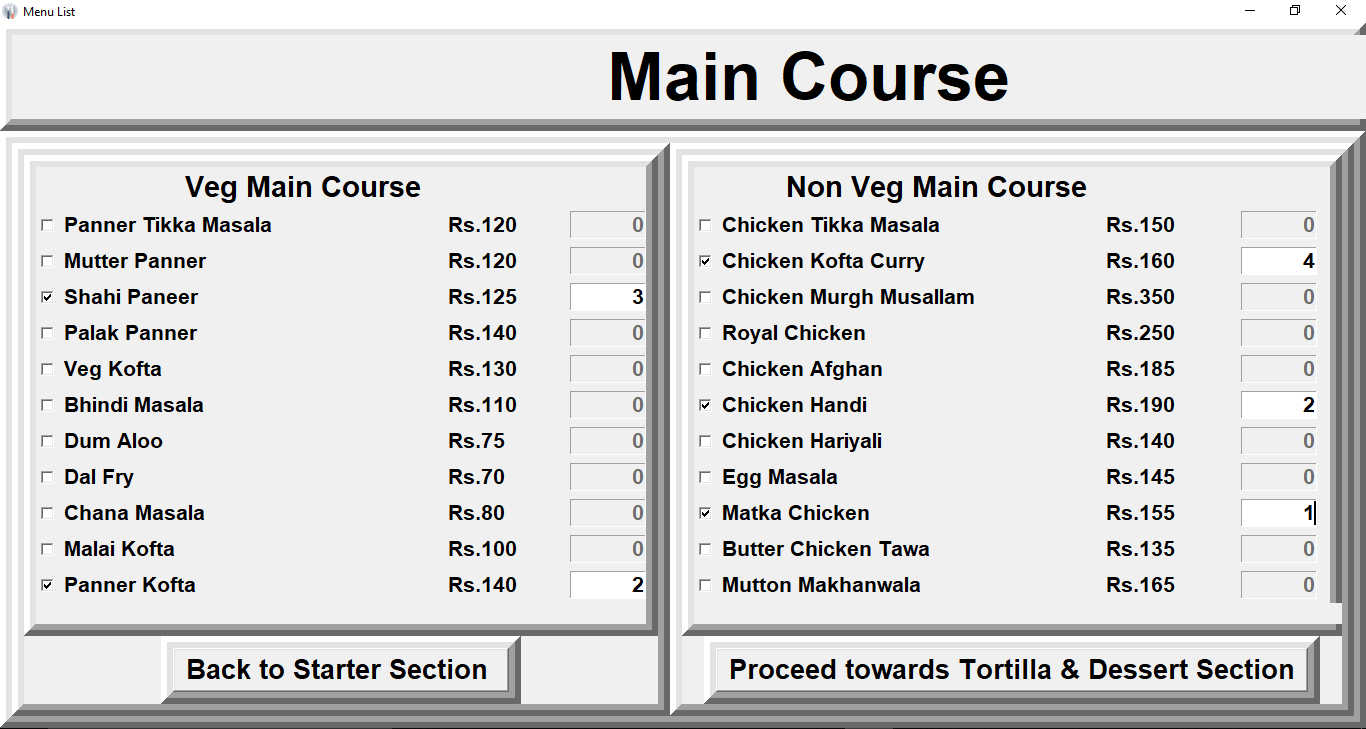 Menu List
Main Course
Veg Main Course
Panner Tikka Masala Rs.120 0
Mutter Panner Rs.120 0
Shahi Paneer Rs.125 3
Palak Panner Rs.140 0
Veg Kofta Rs.130 0
Bhindi Masala Rs.110 0
Dum Aloo Rs.75 0
Dal Fry Rs.70 0
Chana Masala Rs.80 0
Malai Kofta Rs.100 0
Panner Kofta Rs.140 2
Back to Starter Section
Non Veg Main Course
Chicken Tikka Masala Rs.150 0
Chicken Kofta Curry Rs.160 4
Chicken Murgh Musallam Rs.350 0
Royal Chicken Rs.250 0
Chicken Afghan Rs.185 0
Chicken Handi Rs.190 2
Chicken Hariyali Rs.140 0
Egg Masala Rs.145 0
Matka Chicken Rs.155 1
Butter Chicken Tawa Rs.135 0
Mutton Makhanwala Rs.165 0
Proceed towards Tortilla & Dessert Section